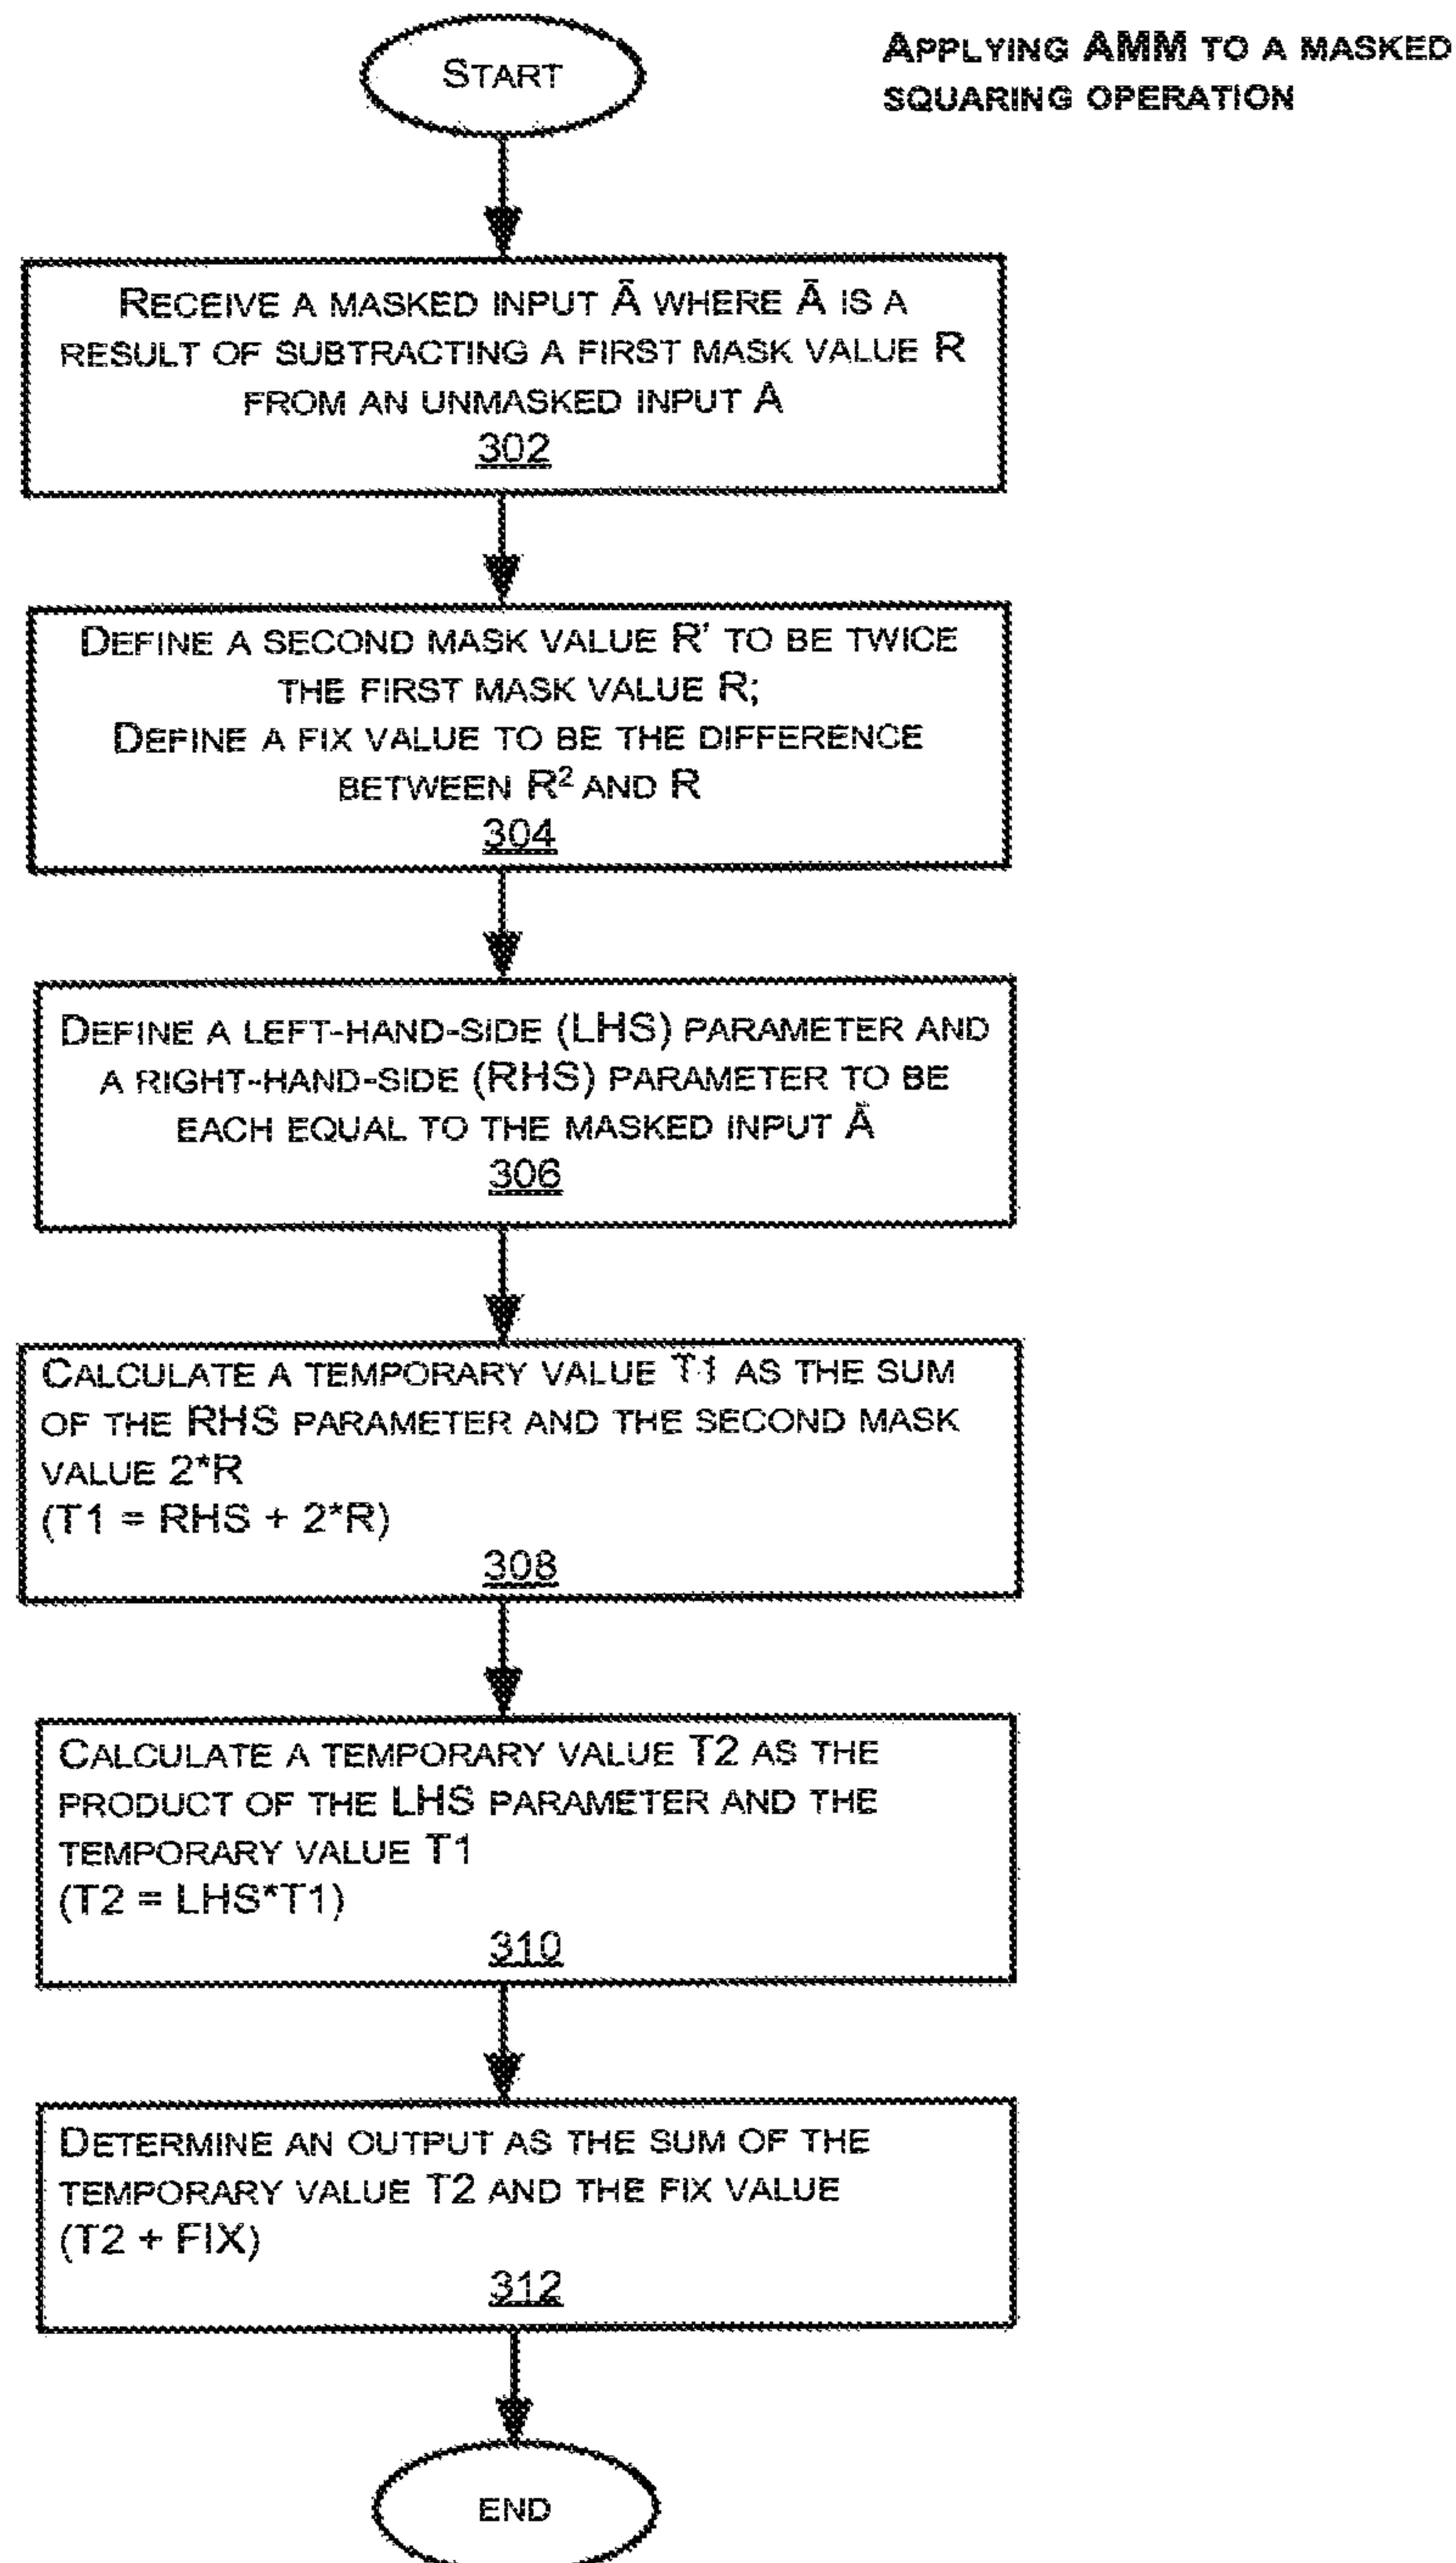 START
APPLYING AMM TO A MASKED
SQUARING OPERATION
RECEIVE A MASKED INPUT Ā WHERE Ā IS A
RESULT OF SUBTRACTING A FIRST MASK VALUE R
FROM AN UNMASKED INPUT A
302
DEFINE A SECOND MASK VALUE R' TO BE TWICE
THE FIRST MASK VALUE R;
DEFINE A FIX VALUE TO BE THE DIFFERENCE
BETWEEN R² AND R
304
DEFINE A LEFT-HAND-SIDE (LHS) PARAMETER AND
A RIGHT-HAND-SIDE (RHS) PARAMETER TO BE
EACH EQUAL TO THE MASKED INPUT Ā
306
CALCULATE A TEMPORARY VALUE T1 AS THE SUM
OF THE RHS PARAMETER AND THE SECOND MASK
VALUE 2*R
(T1 = RHS + 2*R)
308
CALCULATE A TEMPORARY VALUE T2 AS THE
PRODUCT OF THE LHS PARAMETER AND THE
TEMPORARY VALUE T1
(T2 = LHS*T1)
310
DETERMINE AN OUTPUT AS THE SUM OF THE
TEMPORARY VALUE T2 AND THE FIX VALUE
(T2 + FIX)
312
END